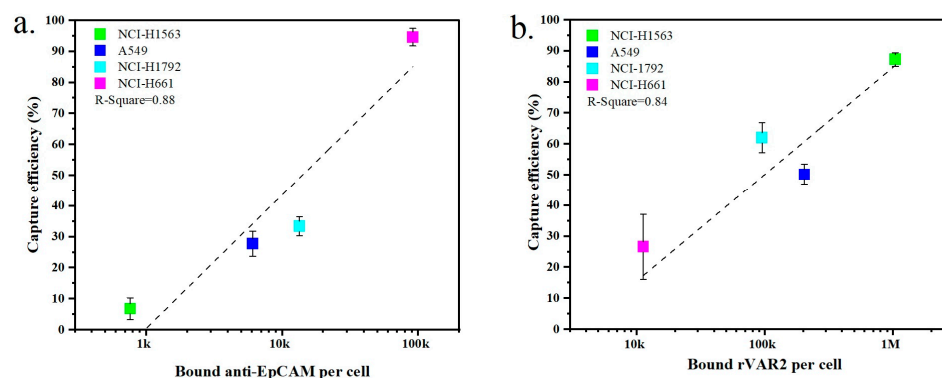 a.
NCI-H1563
A549
NCI-H1792
NCI-H661
R-Square=0.88
Capture efficiency (%)
100
90
80
70
60
50
40
30
20
10
0
1k
10k
100k
Bound anti-EpCAM per cell
b.
NCI-H1563
A549
NCI-1792
NCI-H661
R-Square=0.84
Capture efficiency (%)
100
90
80
70
60
50
40
30
20
10
0
10k
100k
1M
Bound rVAR2 per cell